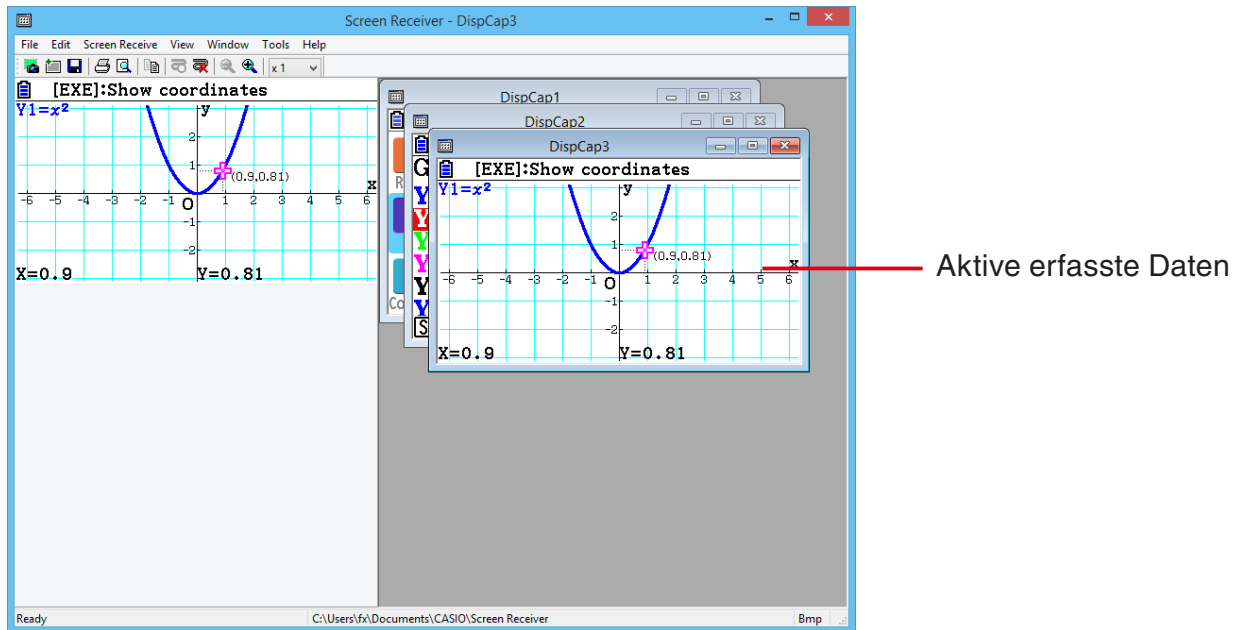 Screen Receiver - DispCap3
File Edit Screen Receive View Window Tools Help
x 1
[EXE]:Show coordinates
Y1=x²
y
2
1
(0.9,0.81)
x
-6 -5 -4 -3 -2 -1 O 1 2 3 4 5 6
-1
-2
X=0.9 Y=0.81
DispCap1
R
Co
DispCap2
G
Y
Y
Y
Y
Y
Y
S
DispCap3
[EXE]:Show coordinates
Y1=x²
y
2
1
(0.9,0.81)
x
-6 -5 -4 -3 -2 -1 O 1 2 3 4 5 6
-1
-2
X=0.9 Y=0.81
Aktive erfasste Daten
Ready C:\Users\fx\Documents\CASIO\Screen Receiver Bmp